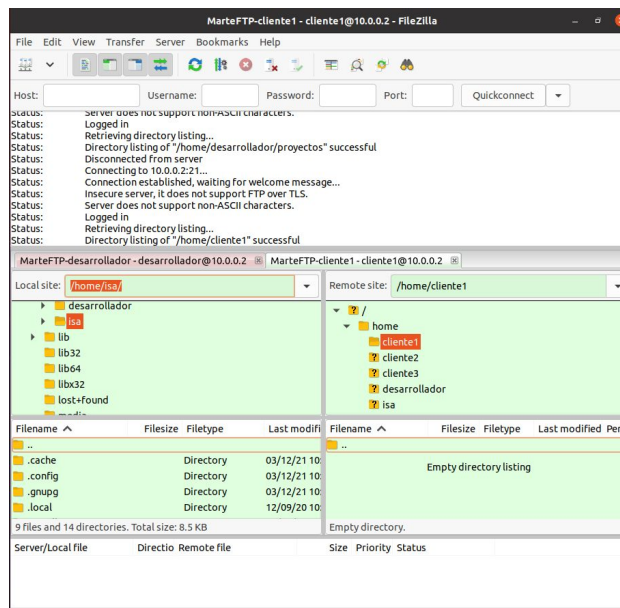 MarteFTP-cliente1 - cliente1@10.0.0.2 - FileZilla
File Edit View Transfer Server Bookmarks Help
Host: Username: Password: Port: Quickconnect
Status: Server does not support non-ASCII characters.
Status: Logged in
Status: Retrieving directory listing...
Status: Directory listing of "/home/desarrollador/proyectos" successful
Status: Disconnected from server
Status: Connecting to 10.0.0.2:21...
Status: Connection established, waiting for welcome message...
Status: Insecure server, it does not support FTP over TLS.
Status: Server does not support non-ASCII characters.
Status: Logged in
Status: Retrieving directory listing...
Status: Directory listing of "/home/cliente1" successful
MarteFTP-desarrollador - desarrollador@10.0.0.2 MarteFTP-cliente1 - cliente1@10.0.0.2
Local site: /home/isa/
desarrollador
isa
lib
lib32
lib64
libx32
lost+found
Remote site: /home/cliente1
/
home
cliente1
cliente2
cliente3
desarrollador
isa
Filename Filesize Filetype Last modifi
..
.cache Directory 03/12/21 10:
.config Directory 03/12/21 10:
.gnupg Directory 03/12/21 10:
.local Directory 12/09/20 10:
9 files and 14 directories. Total size: 8.5 KB
Filename Filesize Filetype Last modified Per
..
Empty directory listing
Empty directory.
Server/Local file Directio Remote file Size Priority Status